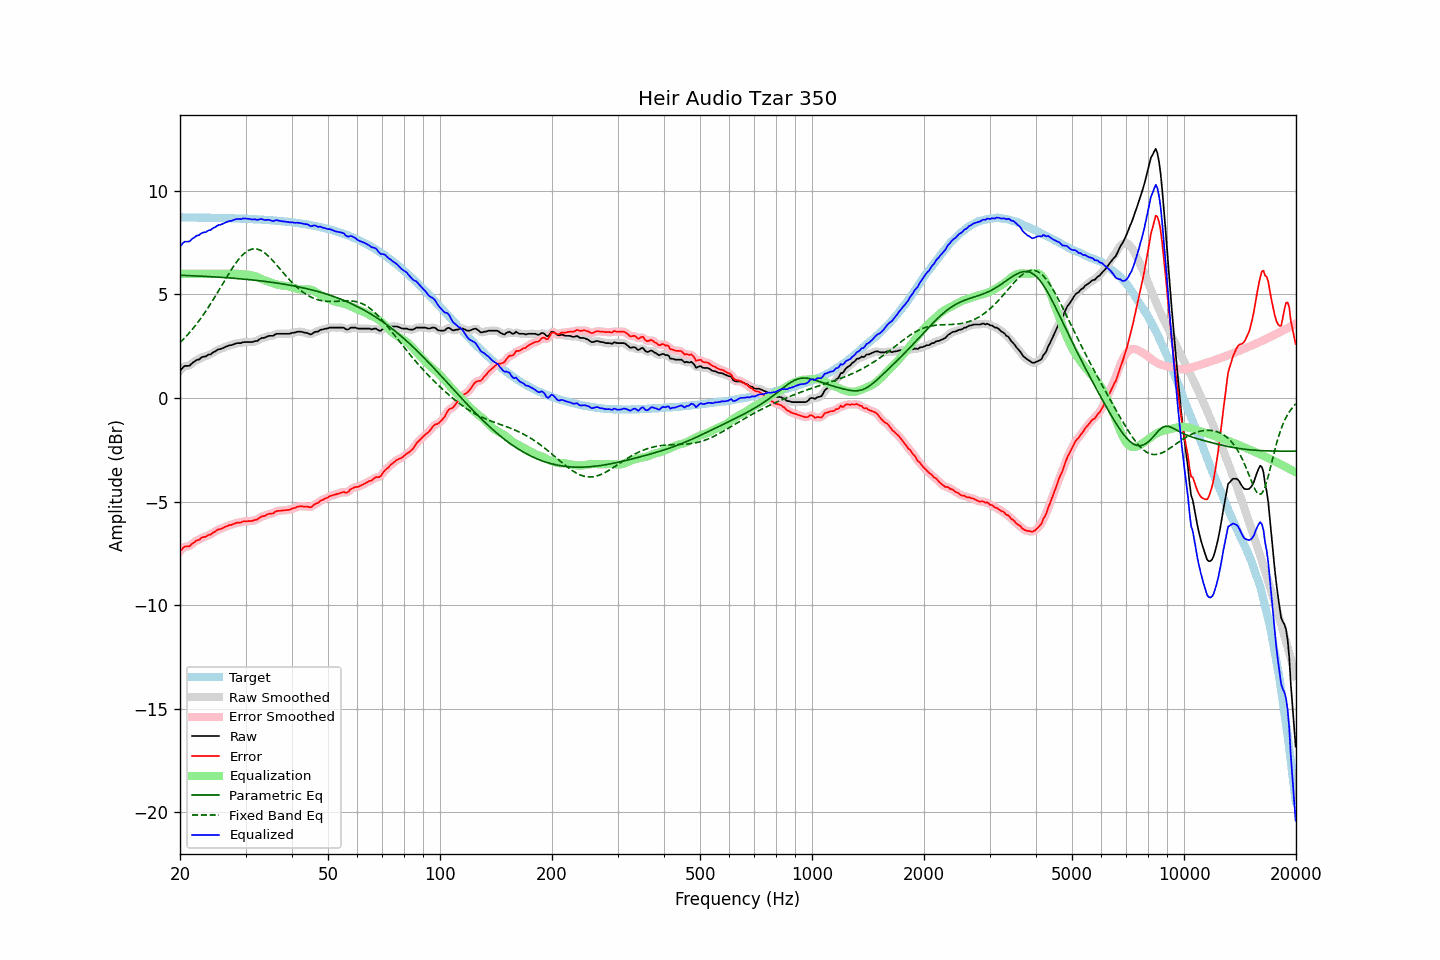 Heir Audio Tzar 350
Amplitude (dBr)
10
5
0
−5
−10
−15
−20
Target
Raw Smoothed
Error Smoothed
Raw
Error
Equalization
Parametric Eq
Fixed Band Eq
Equalized
20 50 100 200 500 1000 2000 5000 10000 20000
Frequency (Hz)